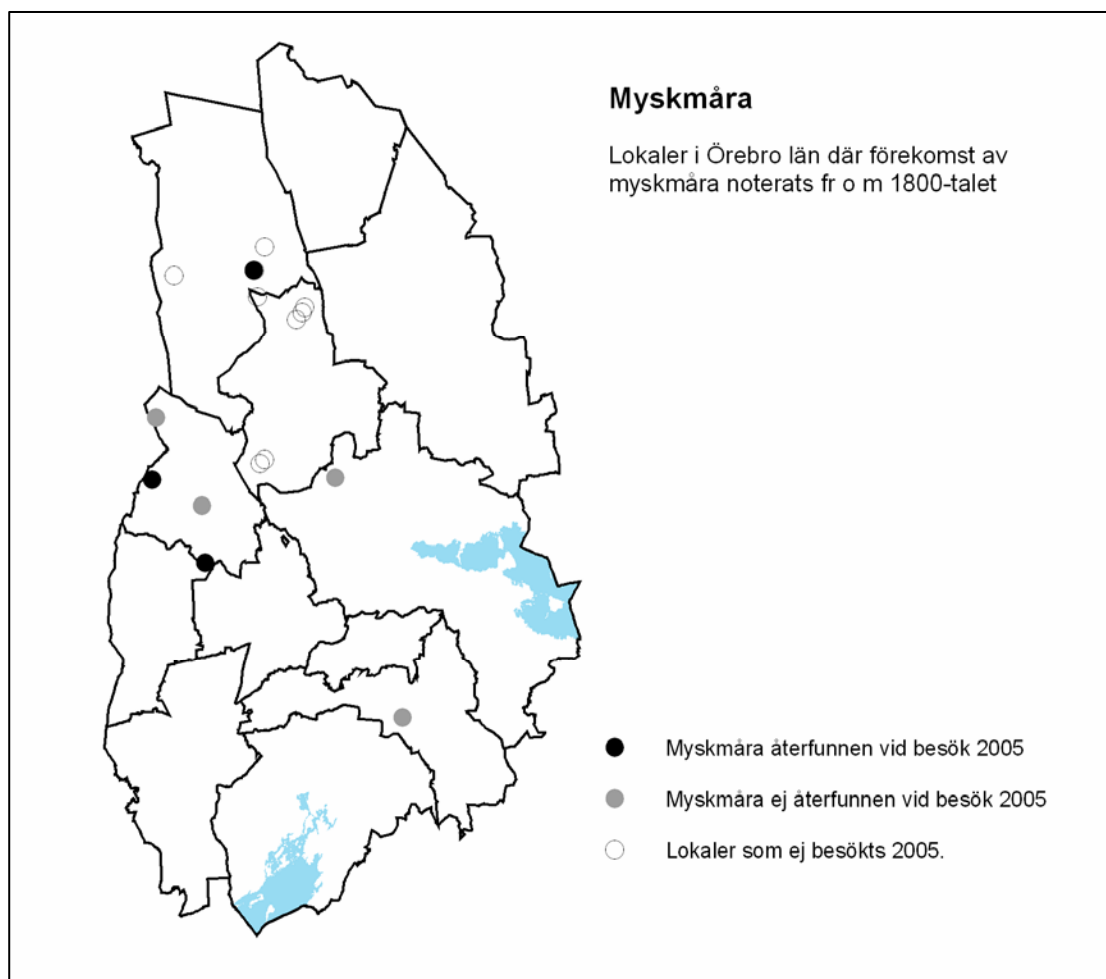 Myskmåra
Lokaler i Örebro län där förekomst av
myskmåra noterats fr o m 1800-talet
Myskmåra återfunnen vid besök 2005
Myskmåra ej återfunnen vid besök 2005
Lokaler som ej besökts 2005.